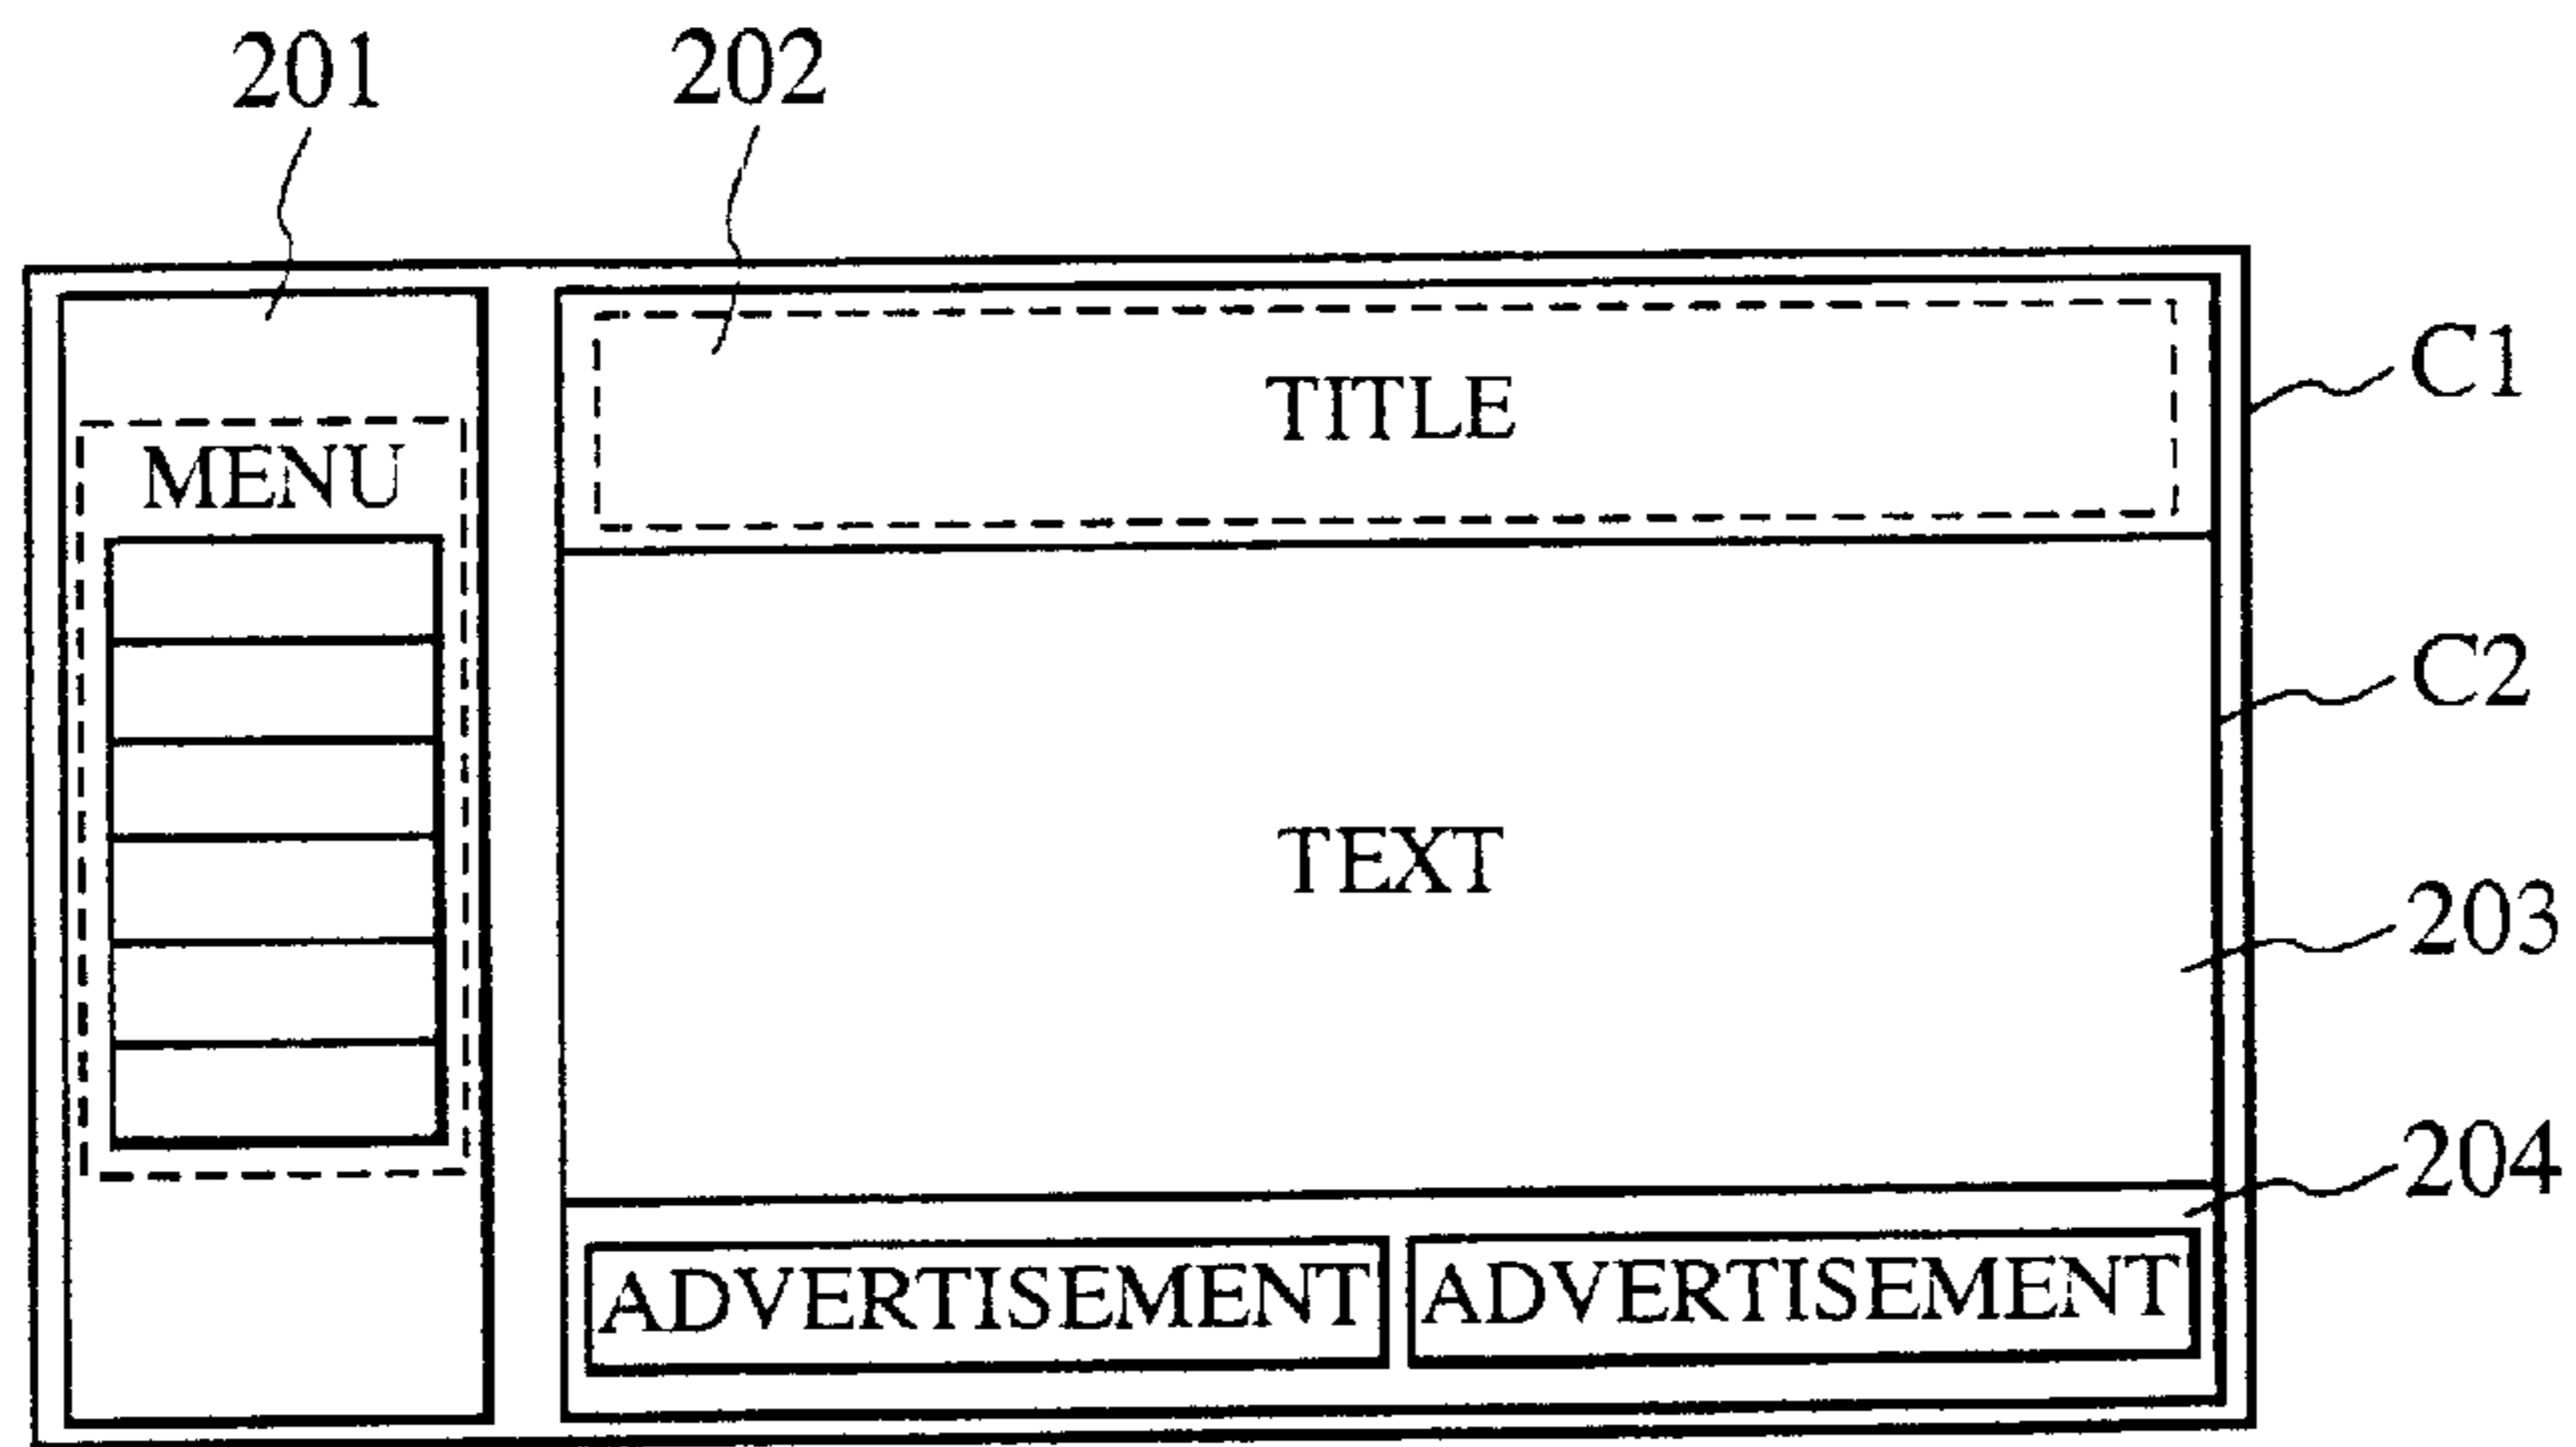 201 202
TITLE
C1
MENU
C2
TEXT
203
204
ADVERTISEMENT ADVERTISEMENT